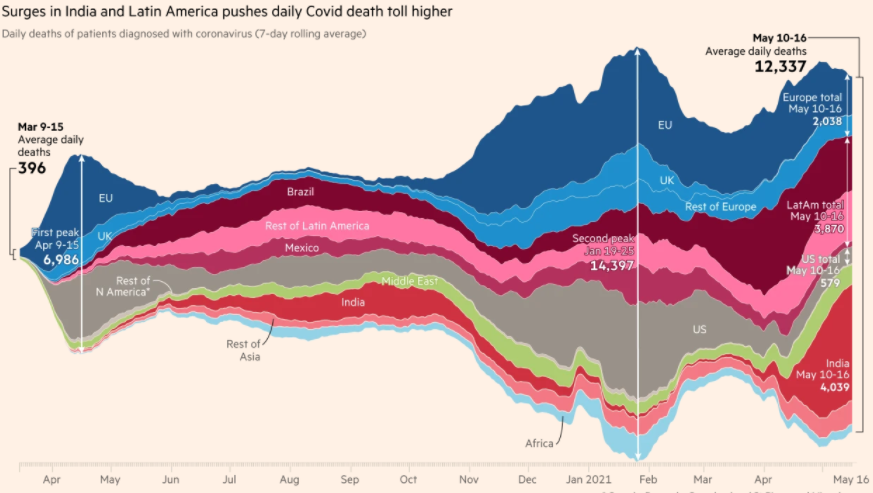 Surges in India and Latin America pushes daily Covid death toll higher
Daily deaths of patients diagnosed with coronavirus (7-day rolling average)
May 10-16
Average daily
deaths
12,337
Mar 9-15
Average daily
deaths
396
First peak
Apr 9-15
6,986
EU
UK
Rest of
N America*
Brazil
Rest of Latin America
Mexico
Middle East
India
Rest of
Asia
Second peak
Jan 19-25
14,397
EU
UK
Rest of Europe
US
Africa
Europe total
May 10-16
2,038
LatAm total
May 10-16
3,870
US total
May 10-16
579
India
May 10-16
4,039
Apr May Jun Jul Aug Sep Oct Nov Dec Jan 2021 Feb Mar Apr May 16